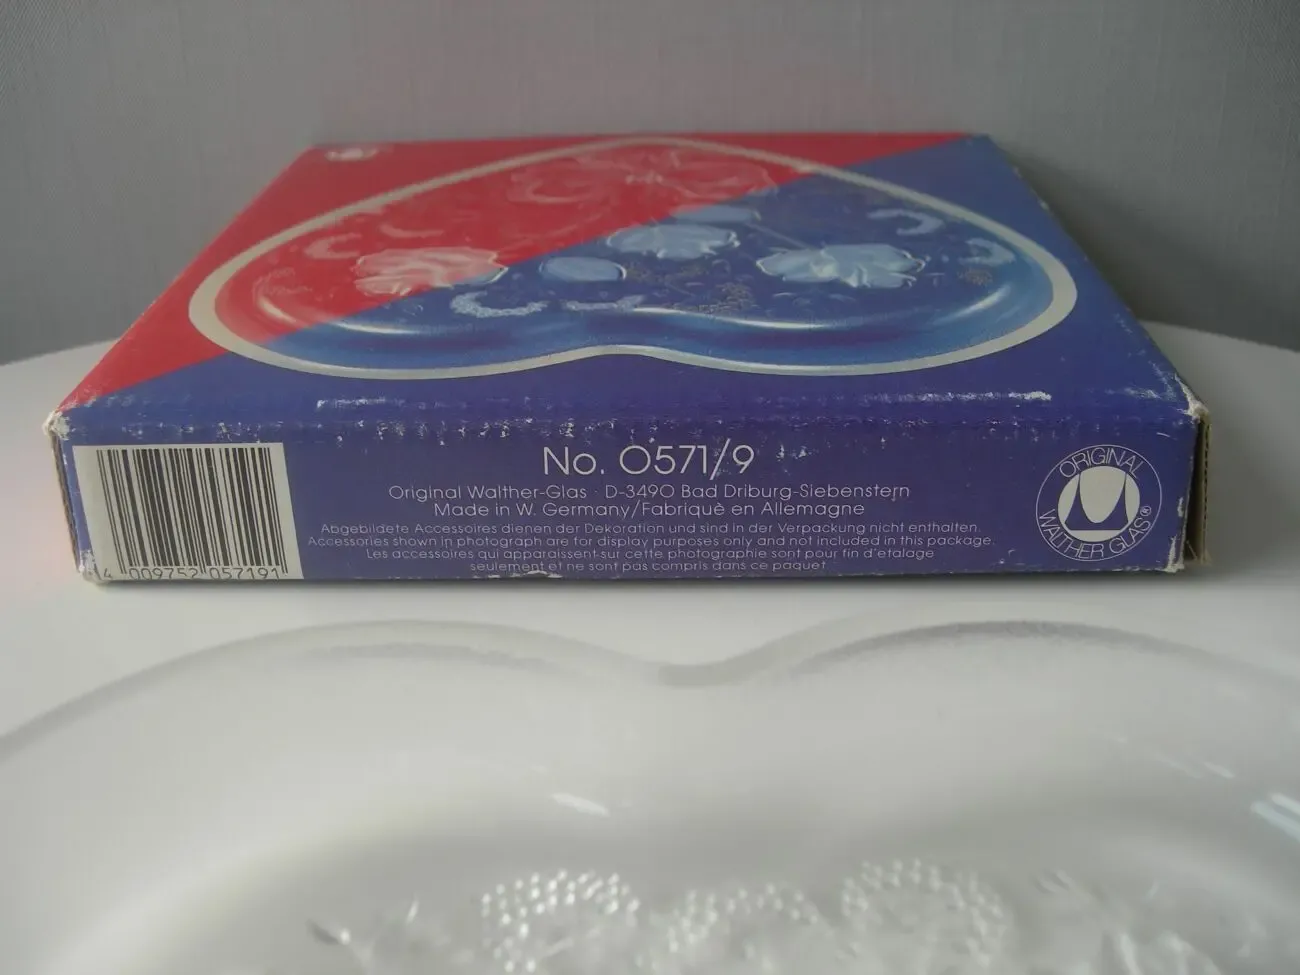 No. 0571/9
Original Walther-Glas · D-3490 Bad Driburg-Siebenstern
Made in W. Germany/Fabriquè en Allemagne
Abgebildete Accessoires dienen der Dekoration und sind in der Verpackung nicht enthalten.
Accessories shown in photograph are for display purposes only and not included in this package.
Les accessoires qui apparaissent sur cette photographie sont pour fin d'etalage
seulement et ne sont pas compris dans ce paquet
4 009752 057191
ORIGINAL
WALTHER GLAS®